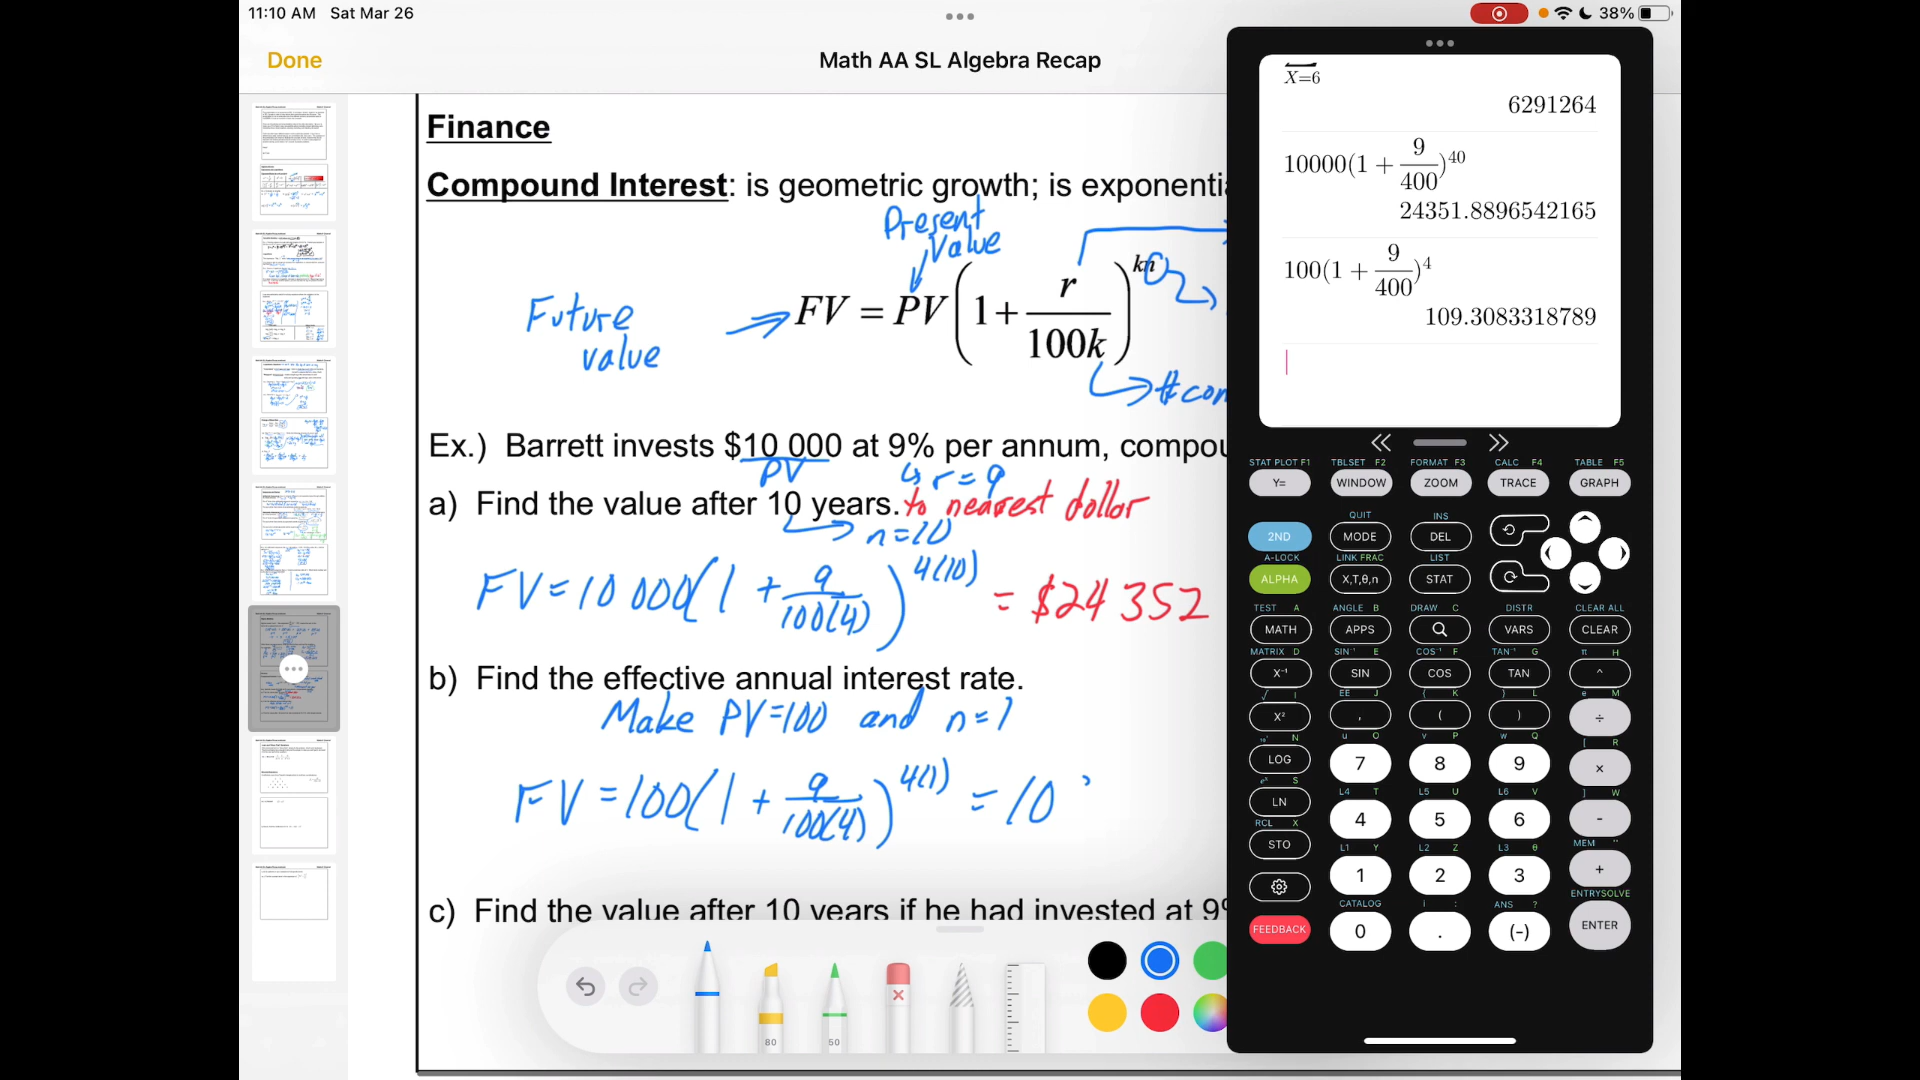 11:10 AM Sat Mar 26
38%
Done
Math AA SL Algebra Recap
Finance
Compound Interest: is geometric growth; is exponentia
Present
Value
Future
value
FV = PV(1+ r/100k)^kn
# con
Ex.) Barrett invests $10 000 at 9% per annum, compou
PV
r=9
a) Find the value after 10 years. to nearest dollar
n=10
FV=10 000(1 + 9/100(4))^4(10) = $24 352
b) Find the effective annual interest rate.
Make PV=100 and n=1
FV=100(1 + 9/100(4))^4(1) = 10
c) Find the value after 10 years if he had invested at 9%
80
50
X=6
6291264
10000(1 + 9/400)^40
24351.8896542165
100(1 + 9/400)^4
109.3083318789
STAT PLOT F1 TBLSET F2 FORMAT F3 CALC F4 TABLE F5
Y= WINDOW ZOOM TRACE GRAPH
QUIT INS
2ND MODE DEL
A-LOCK LINK FRAC LIST
ALPHA X,T,θ,n STAT
TEST A ANGLE B DRAW C DISTR CLEAR ALL
MATH APPS VARS CLEAR
MATRIX D SIN⁻¹ E COS⁻¹ F TAN⁻¹ G π H
X⁻¹ SIN COS TAN ^
√ I EE J { K } L e M
X² , ( ) ÷
N u O v P w Q [ R
LOG 7 8 9 ×
eˣ S L4 T L5 U L6 V ] W
LN 4 5 6 -
RCL X L1 Y L2 Z L3 θ MEM "
STO 1 2 3 +
CATALOG i : ANS ? ENTRYSOLVE
FEEDBACK 0 . (-) ENTER